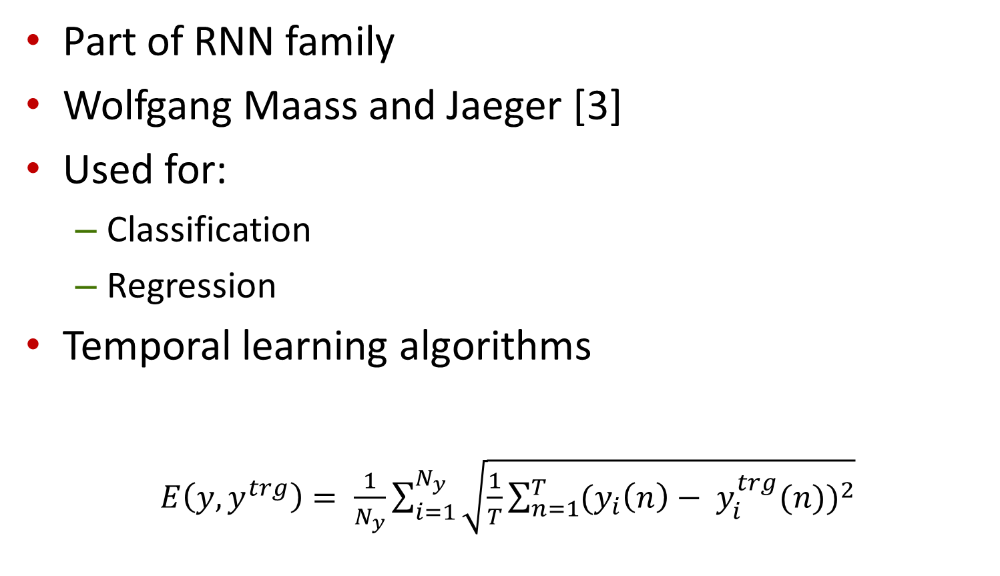 • Part of RNN family
• Wolfgang Maass and Jaeger [3]
• Used for:
– Classification
– Regression
• Temporal learning algorithms
$E(y, y^{trg}) = \frac{1}{N_y} \sum_{i=1}^{N_y} \sqrt{\frac{1}{T} \sum_{n=1}^{T} (y_i(n) - y_i^{trg}(n))^2}$